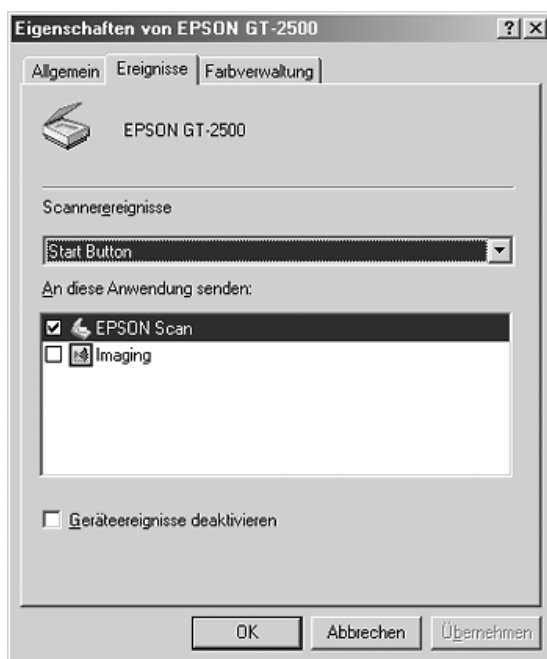 Eigenschaften von EPSON GT-2500
Allgemein Ereignisse Farbverwaltung
EPSON GT-2500
Scannerereignisse
Start Button
An diese Anwendung senden:
EPSON Scan
Imaging
Geräteereignisse deaktivieren
OK Abbrechen Übernehmen